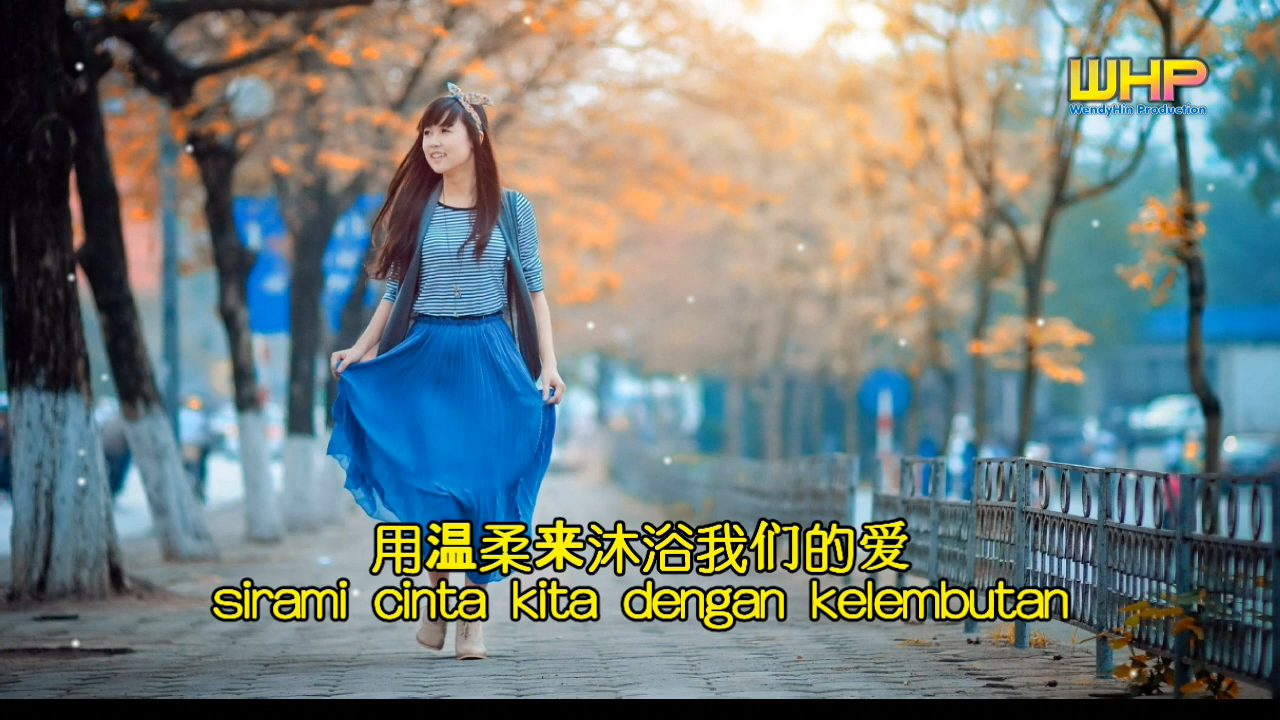 WHP
WendyHin Production
用温柔来沐浴我们的爱
sirami cinta kita dengan kelembutan